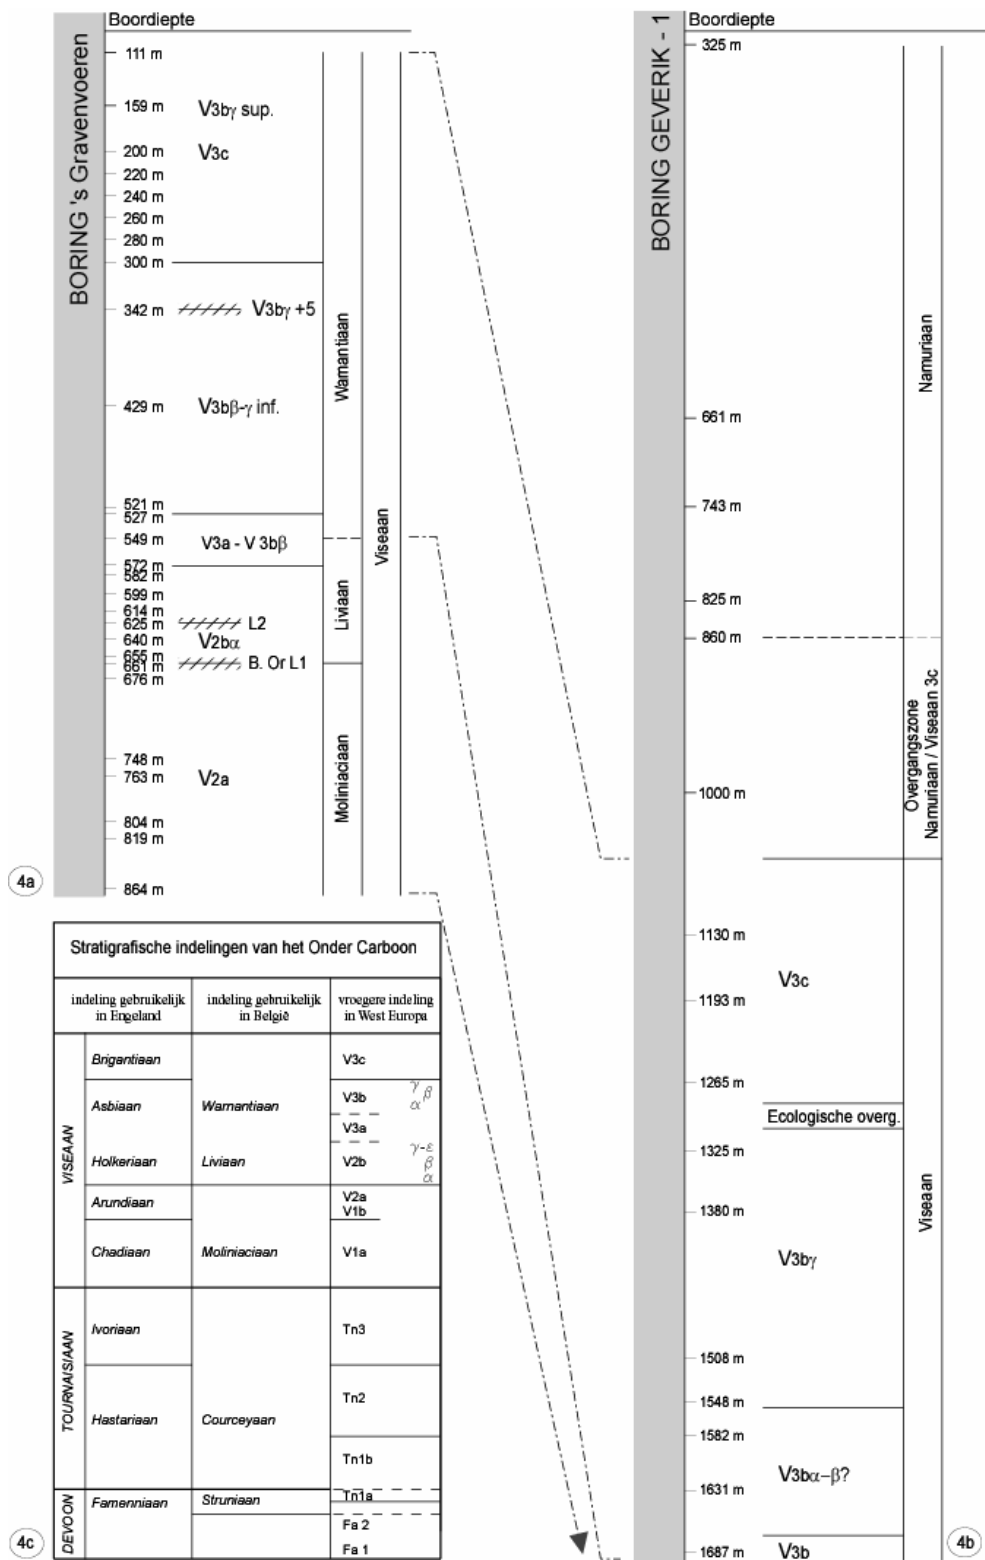 BORING 's Gravenvoeren
Boordiepte
111 m
159 m V3bγ sup.
200 m V3c
220 m
240 m
260 m
280 m
300 m
342 m V3bγ +5
429 m V3bβ-γ inf.
521 m
527 m
549 m V3a - V 3bβ
572 m
582 m
599 m
614 m
625 m L2
640 m V2bα
655 m
661 m B. Or L1
676 m
748 m
763 m V2a
804 m
819 m
864 m
Warnantiaan
Liviaan
Moliniaciaan
Viseaan
4a
BORING GEVERIK - 1
Boordiepte
325 m
661 m
743 m
825 m
860 m
1000 m
1130 m
V3c
1193 m
1265 m
Ecologische overg.
1325 m
1380 m
V3bγ
1508 m
1548 m
1582 m
V3bα–β?
1631 m
1687 m V3b
Namuriaan
Overgangszone
Namuriaan / Viseaan 3c
Viseaan
4b
Stratigrafische indelingen van het Onder Carboon
indeling gebruikelijk in Engeland
indeling gebruikelijk in België
vroegere indeling in West Europa
VISEAAN
Brigantiaan V3c
Asbiaan Warnantiaan V3b γ β α
V3a
Holkeriaan Liviaan V2b γ-ε β α
Arundiaan V2a
V1b
Chadiaan Moliniaciaan V1a
TOURNAISIAAN
Ivoriaan Tn3
Hastariaan Courceyaan Tn2
Tn1b
DEVOON
Famenniaan Struniaan Tn1a
Fa 2
Fa 1
4c